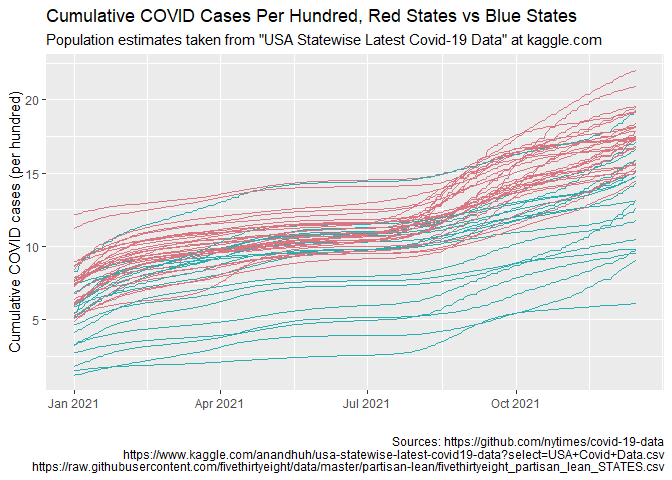 Cumulative COVID Cases Per Hundred, Red States vs Blue States
Population estimates taken from "USA Statewise Latest Covid-19 Data" at kaggle.com
Cumulative COVID cases (per hundred)
20
15
10
5
Jan 2021
Apr 2021
Jul 2021
Oct 2021
Sources: https://github.com/nytimes/covid-19-data
https://www.kaggle.com/anandhuh/usa-statewise-latest-covid19-data?select=USA+Covid+Data.csv
https://raw.githubusercontent.com/fivethirtyeight/data/master/partisan-lean/fivethirtyeight_partisan_lean_STATES.csv